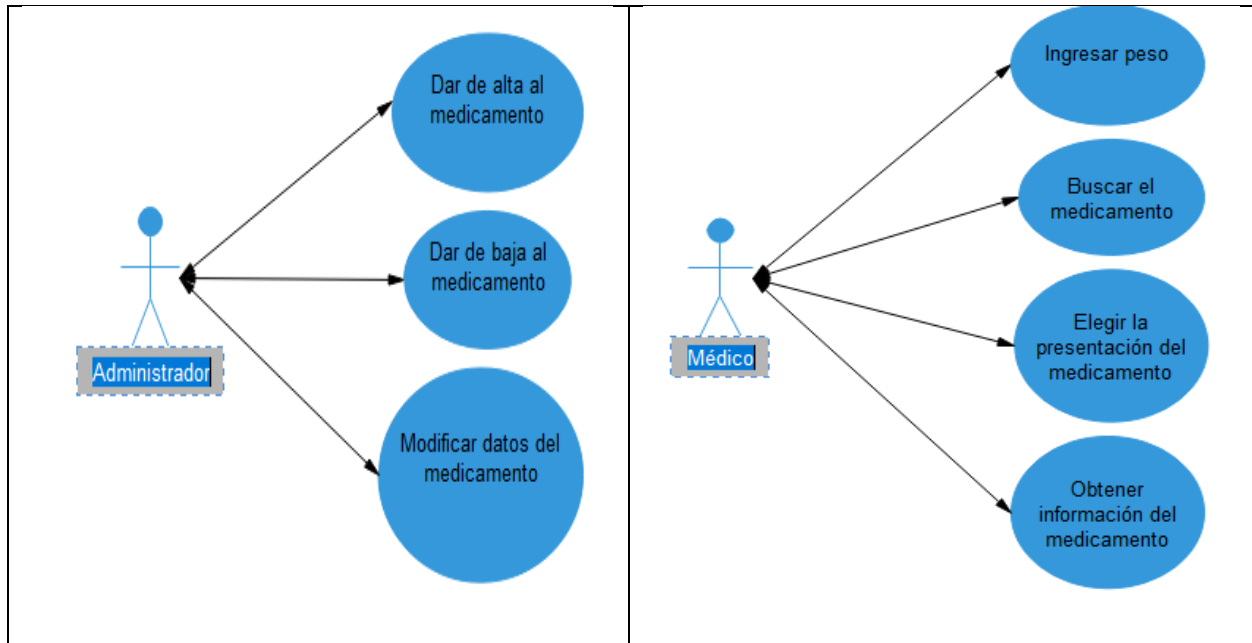 Dar de alta al
medicamento
Dar de baja al
medicamento
Administrador
Modificar datos del
medicamento
Ingresar peso
Buscar el
medicamento
Médico
Elegir la
presentación del
medicamento
Obtener
información del
medicamento